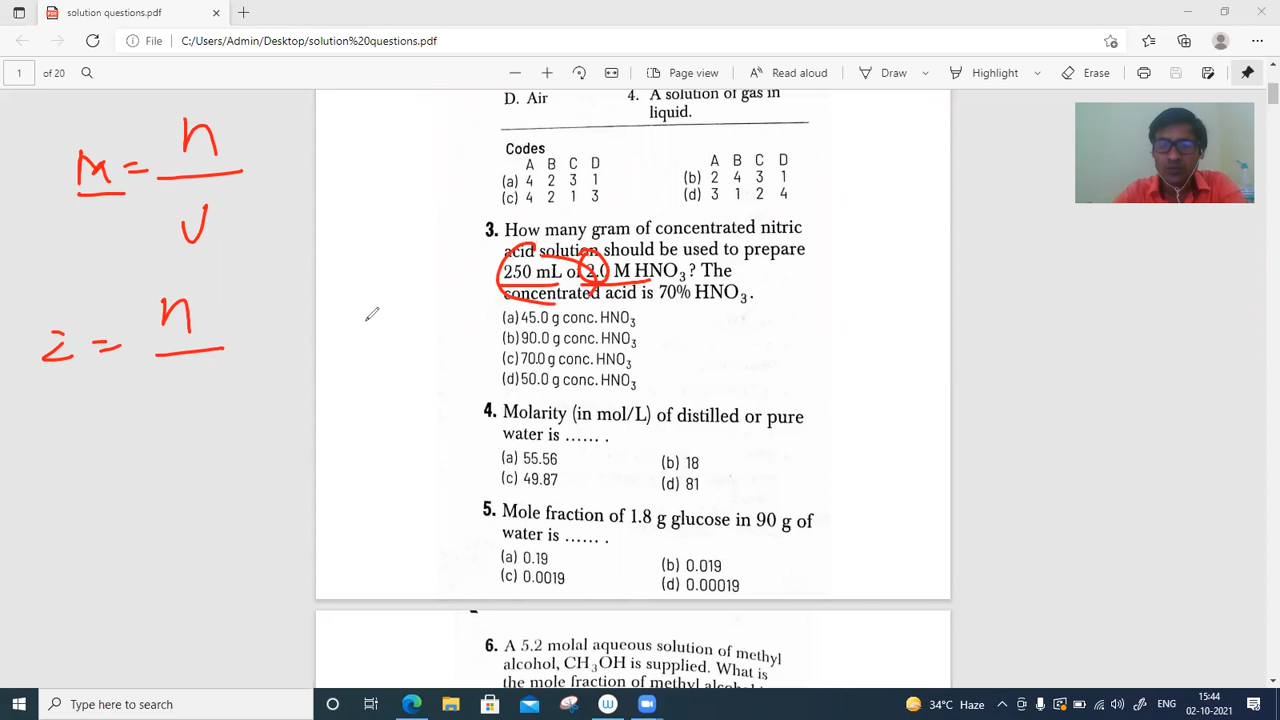 solution questions.pdf
File
C:/Users/Admin/Desktop/solution%20questions.pdf
1
of 20
Page view
Read aloud
Draw
Highlight
Erase
D. Air
4. A solution of gas in
liquid.
Codes
A B C D
(a) 4 2 3 1
(c) 4 2 1 3
A B C D
(b) 2 4 3 1
(d) 3 1 2 4
3. How many gram of concentrated nitric
acid solution should be used to prepare
250 mL of 2.0 M HNO₃? The
concentrated acid is 70% HNO₃.
(a) 45.0 g conc. HNO₃
(b) 90.0 g conc. HNO₃
(c) 70.0 g conc. HNO₃
(d) 50.0 g conc. HNO₃
4. Molarity (in mol/L) of distilled or pure
water is ...... .
(a) 55.56
(b) 18
(c) 49.87
(d) 81
5. Mole fraction of 1.8 g glucose in 90 g of
water is ...... .
(a) 0.19
(b) 0.019
(c) 0.0019
(d) 0.00019
6. A 5.2 molal aqueous solution of methyl
alcohol, CH₃OH is supplied. What is
the mole fraction of methyl alcohol
M = n
v
2 = n
Type here to search
W
34°C Haze
ENG
15:44
02-10-2021